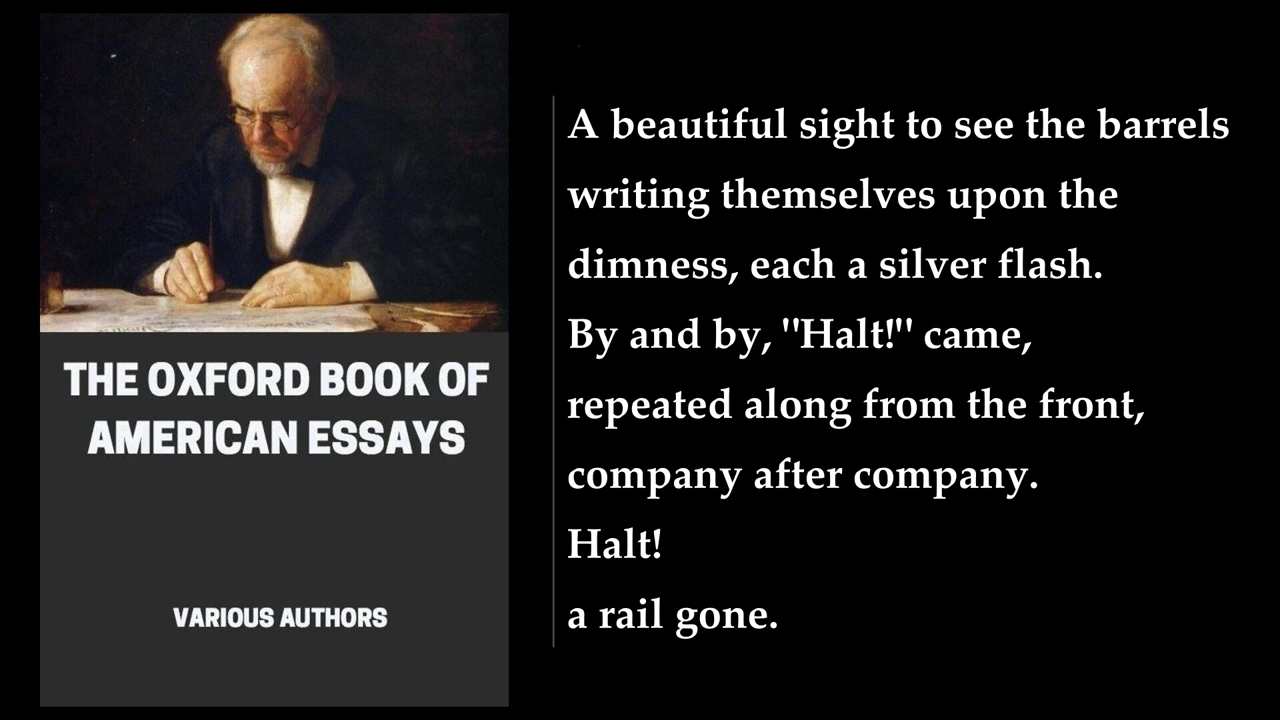 THE OXFORD BOOK OF
AMERICAN ESSAYS
VARIOUS AUTHORS
A beautiful sight to see the barrels
writing themselves upon the
dimness, each a silver flash.
By and by, "Halt!" came,
repeated along from the front,
company after company.
Halt!
a rail gone.